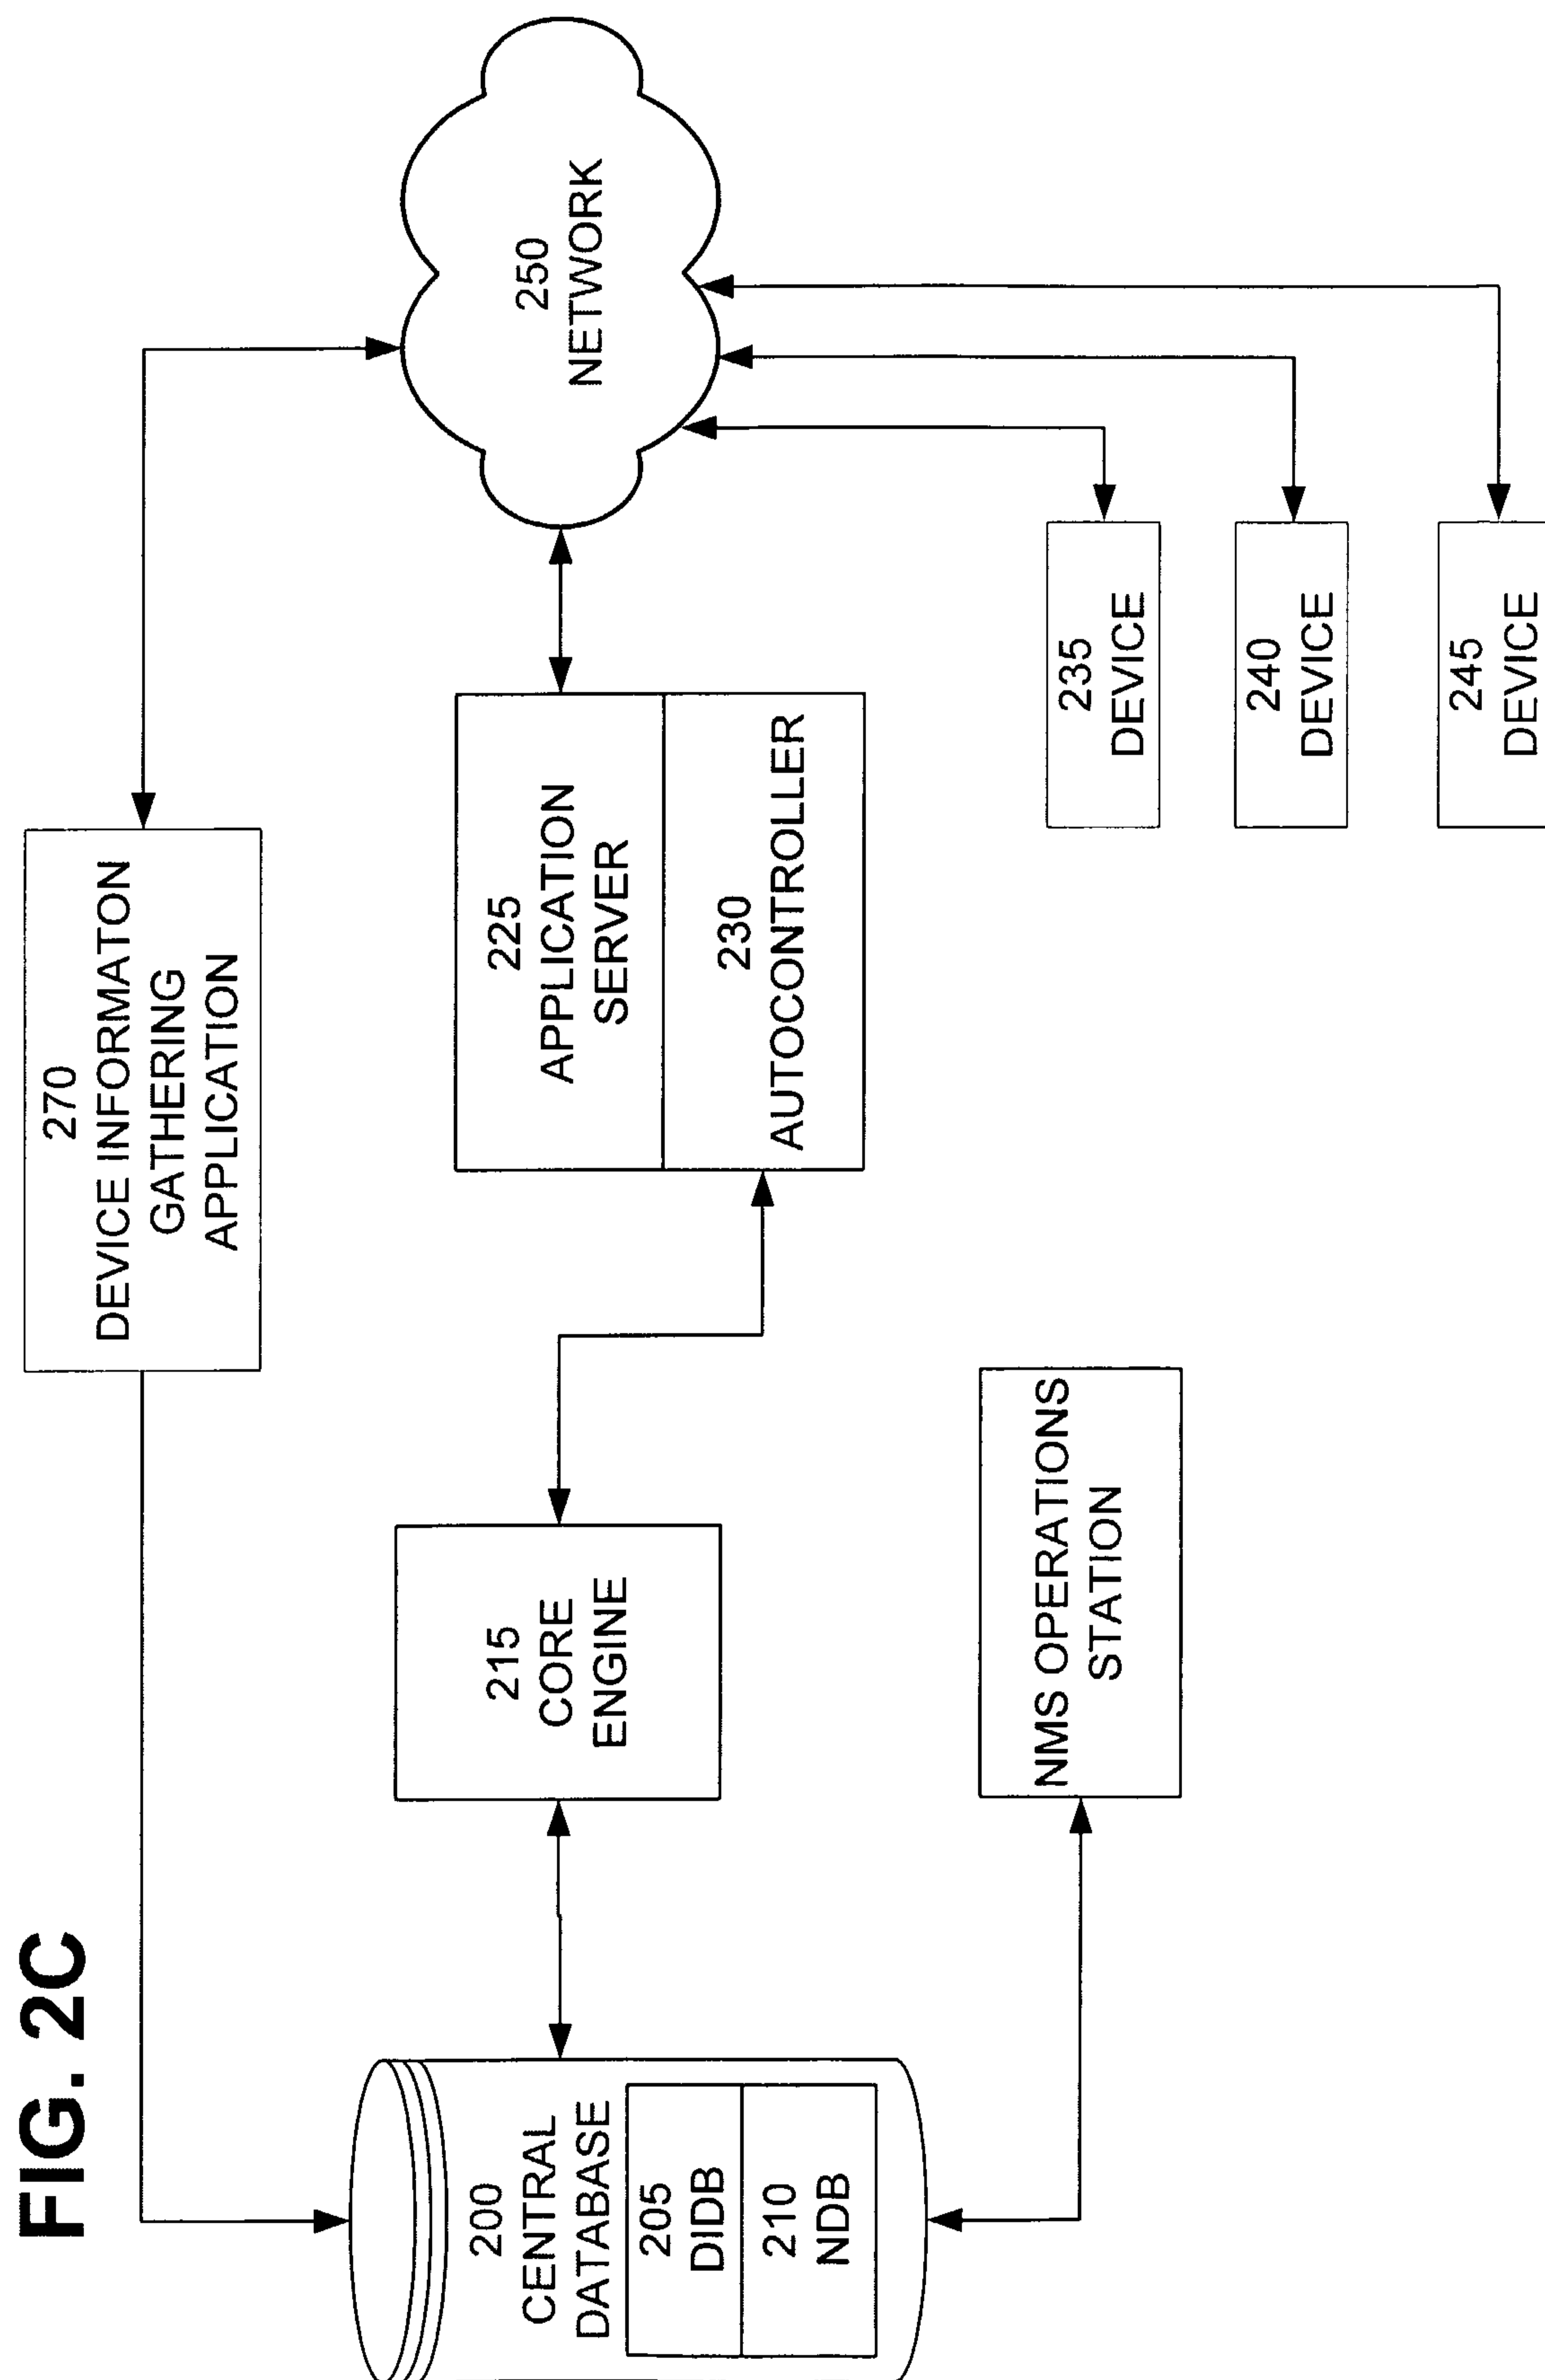 FIG. 2C
270
DEVICE INFORMATON
GATHERING
APPLICATION
200
CENTRAL
DATABASE
205
DIDB
210
NDB
215
CORE
ENGINE
225
APPLICATION
SERVER
230
AUTOCONTROLLER
250
NETWORK
NMS OPERATIONS
STATION
235
DEVICE
240
DEVICE
245
DEVICE